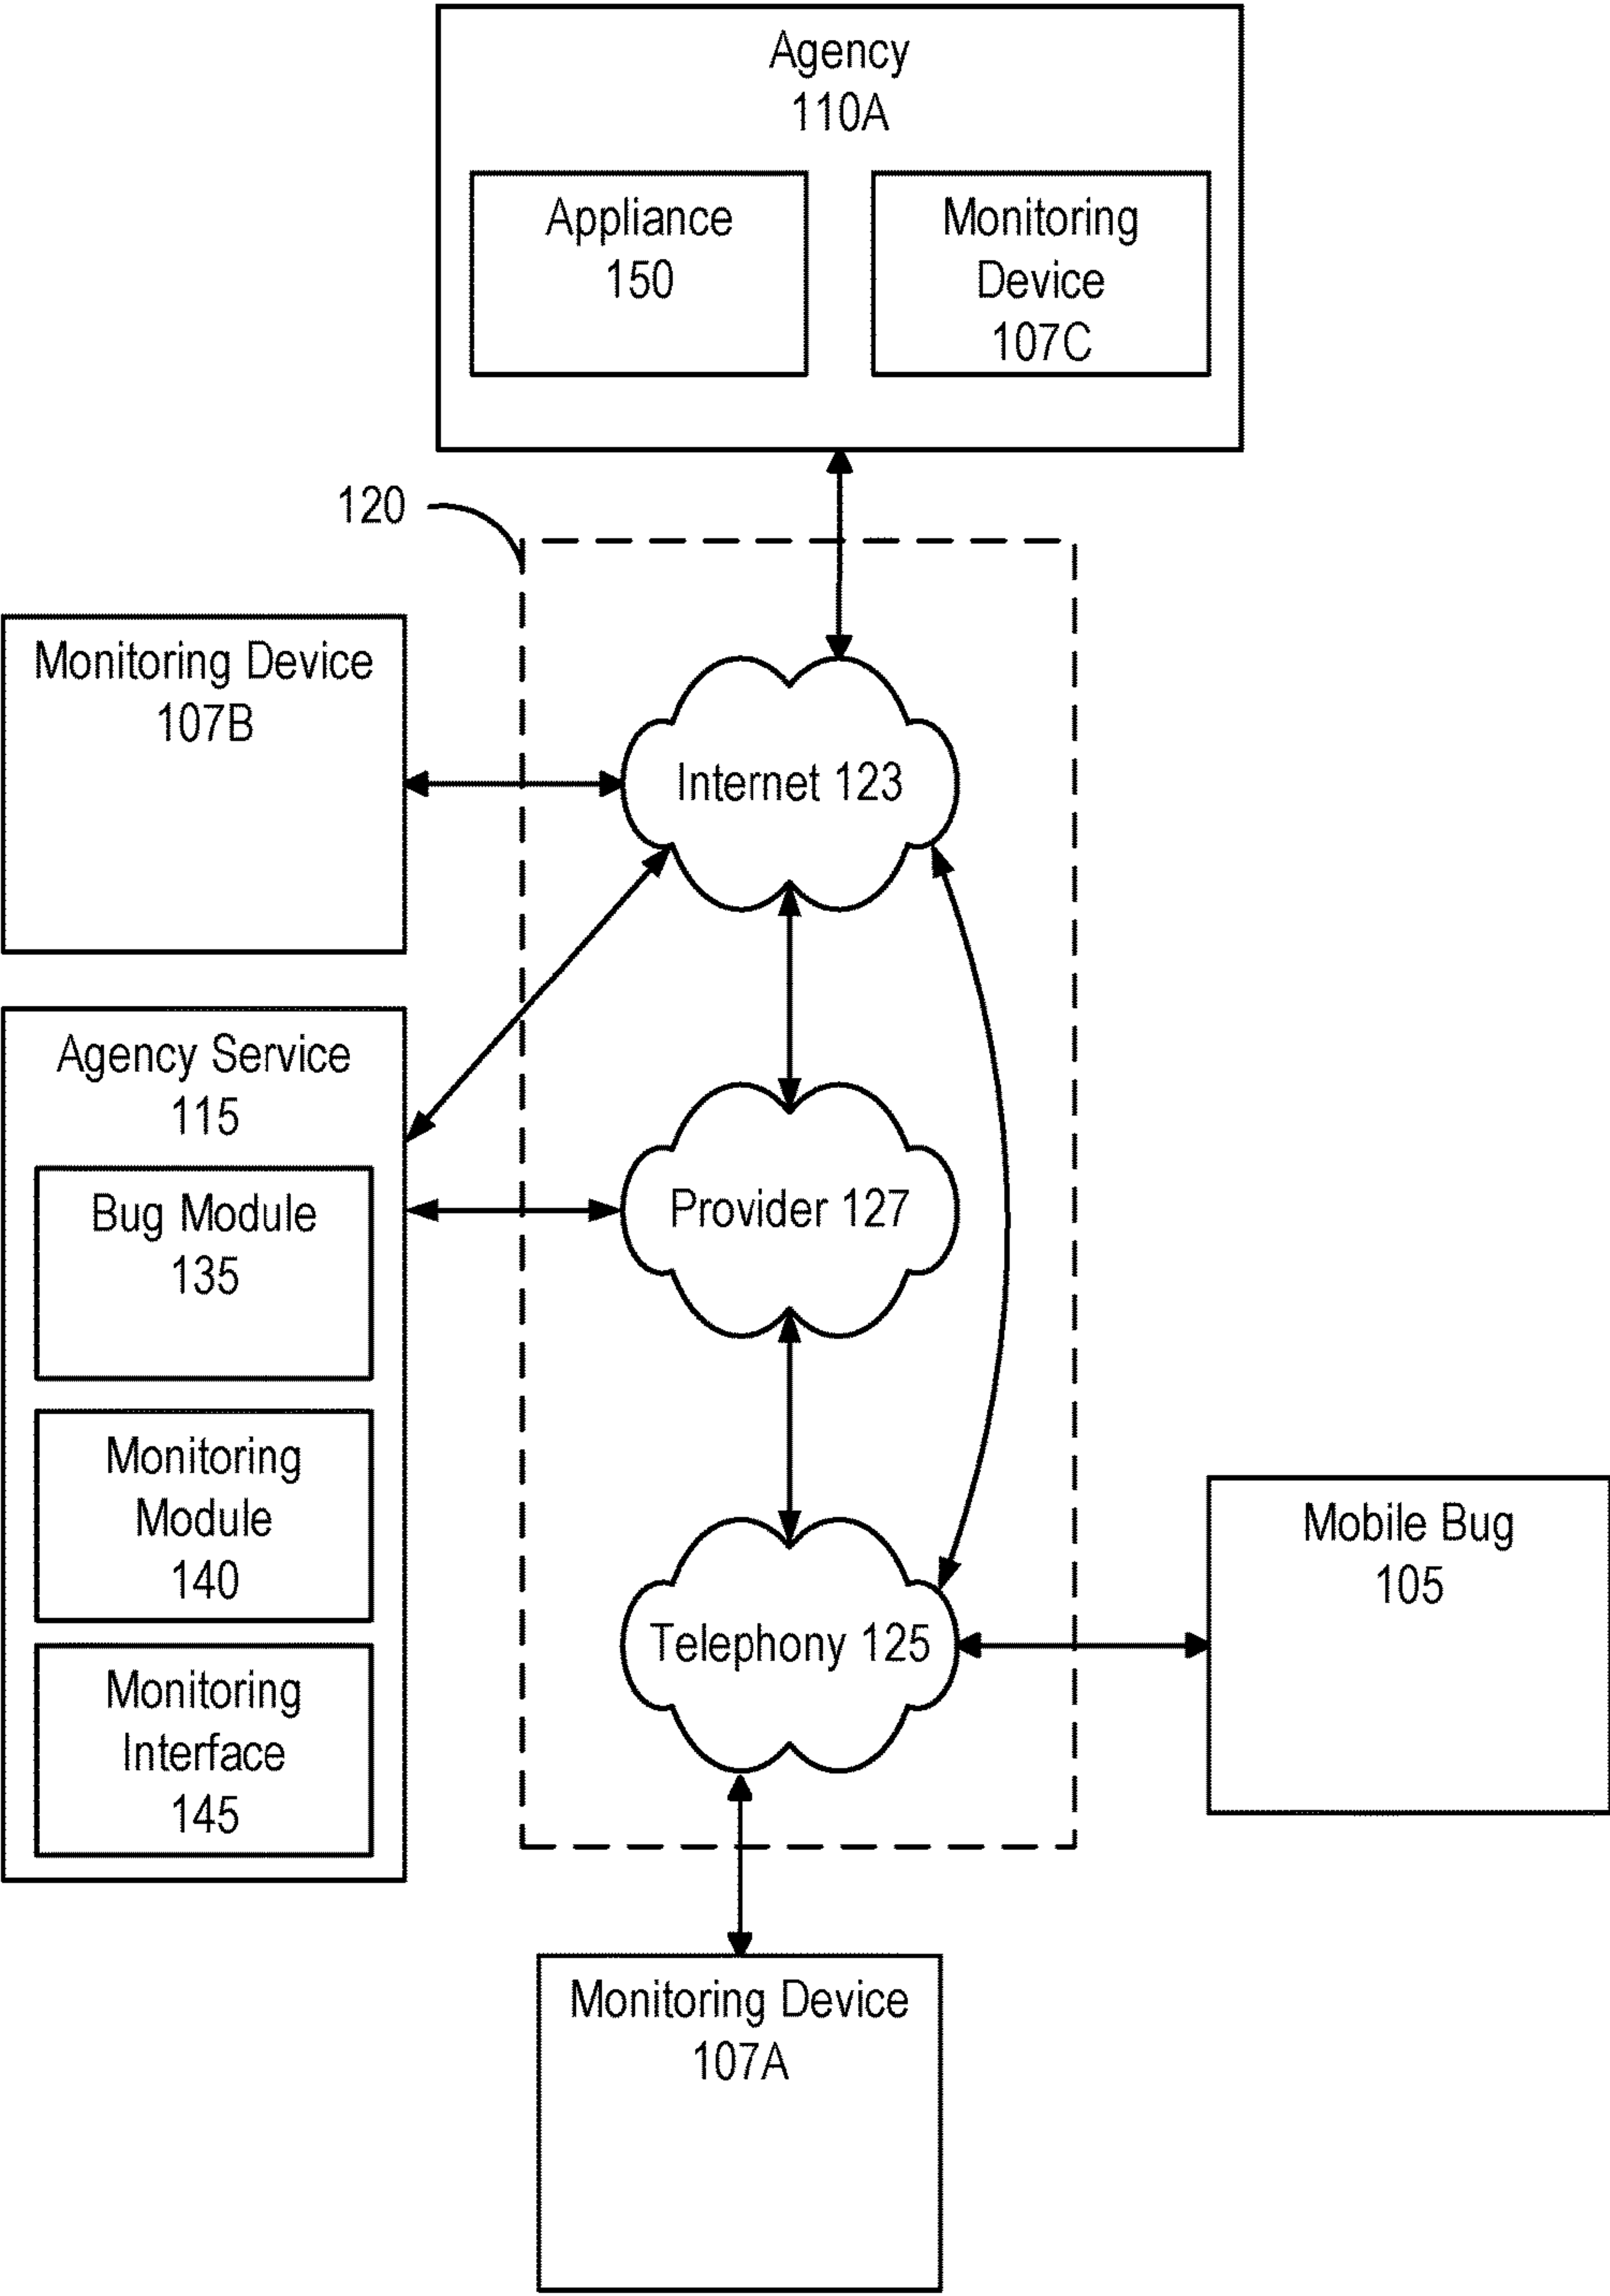 Agency
110A
Appliance
150
Monitoring
Device
107C
120
Monitoring Device
107B
Internet 123
Agency Service
115
Bug Module
135
Provider 127
Monitoring
Module
140
Mobile Bug
105
Telephony 125
Monitoring
Interface
145
Monitoring Device
107A